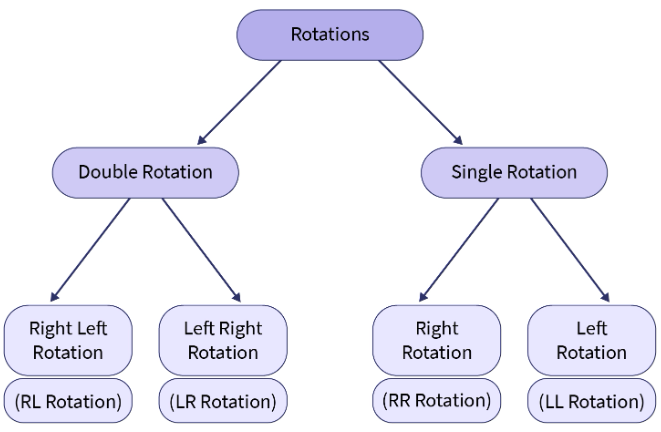 Rotations
Double Rotation
Single Rotation
Right Left
Rotation
(RL Rotation)
Left Right
Rotation
(LR Rotation)
Right
Rotation
(RR Rotation)
Left
Rotation
(LL Rotation)